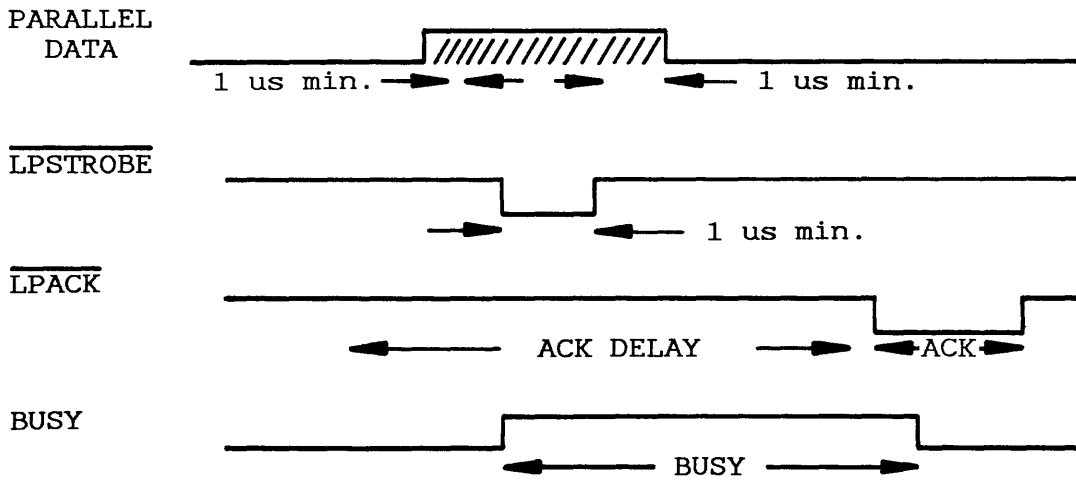 PARALLEL
DATA
1 us min.
1 us min.
LPSTROBE
1 us min.
LPACK
ACK DELAY
ACK
BUSY
BUSY